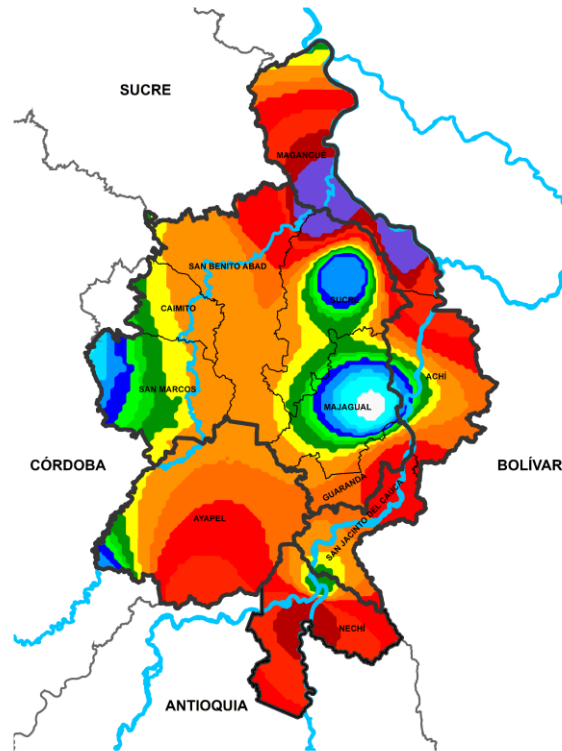 SUCRE
MAGANGUÉ
SAN BENITO ABAD
SUCRE
CAIMITO
ACHÍ
SAN MARCOS
MAJAGUAL
CÓRDOBA
BOLÍVAR
GUARANDA
AYAPEL
SAN JACINTO DEL CAUCA
NECHÍ
ANTIOQUIA